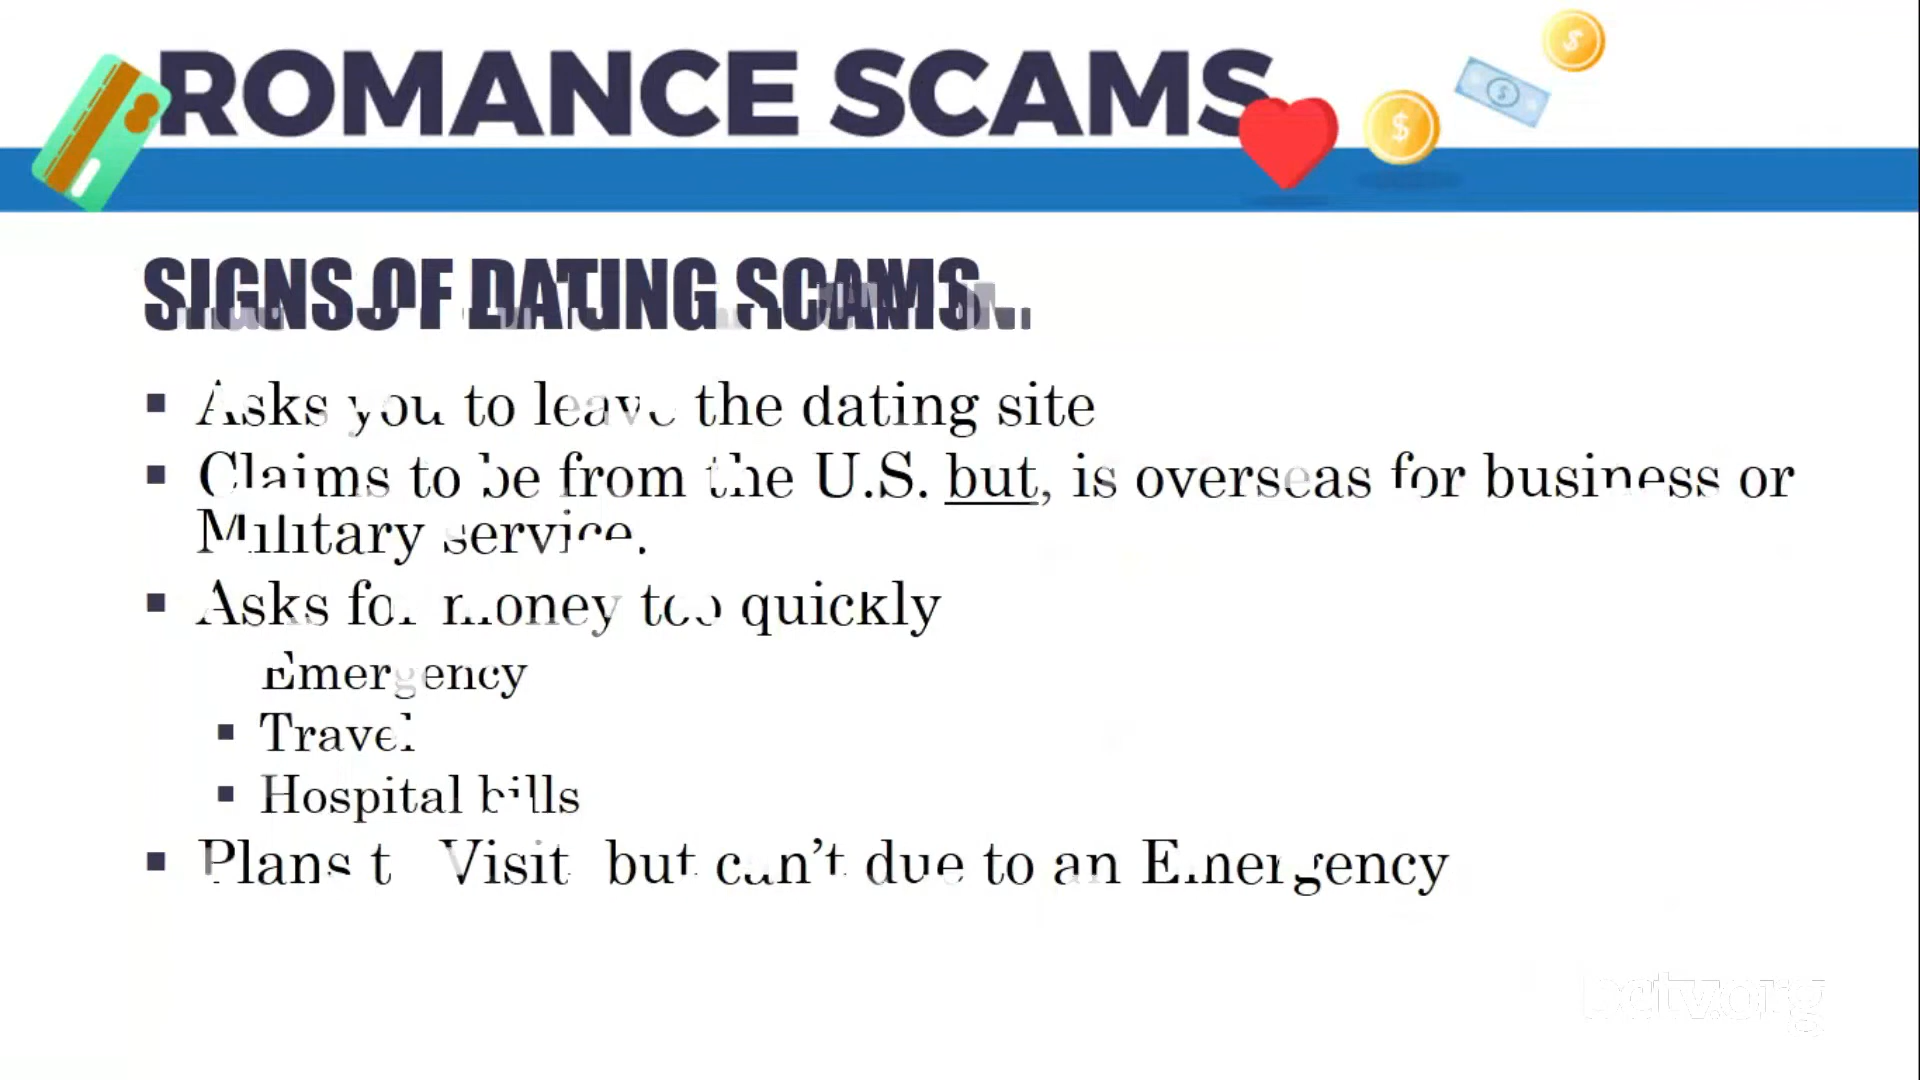 ROMANCE SCAMS
SIGNS OF DATING SCAMS
▪ Asks you to leave the dating site
▪ Claims to be from the U.S. but, is overseas for business or
Military service.
▪ Asks for money too quickly
Emergency
▪ Travel
▪ Hospital bills
▪ Plans to Visit but can't due to an Emergency
bctv.org